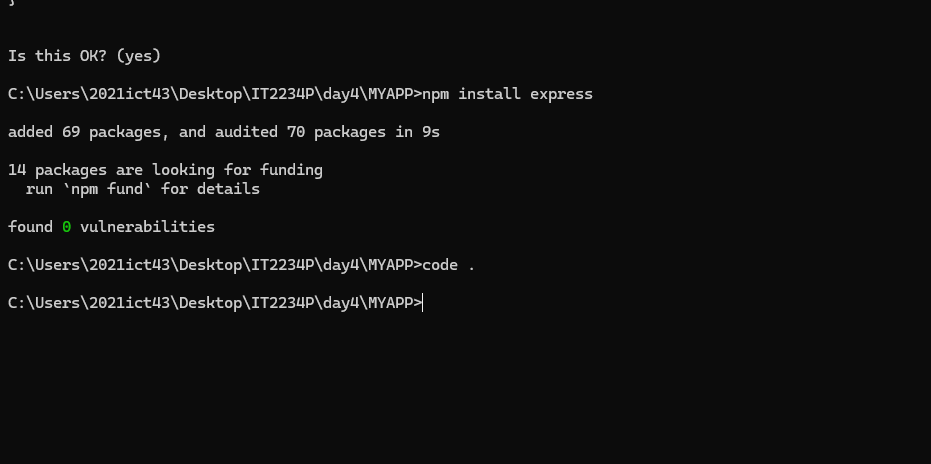 }
Is this OK? (yes)
C:\Users\2021ict43\Desktop\IT2234P\day4\MYAPP>npm install express
added 69 packages, and audited 70 packages in 9s
14 packages are looking for funding
  run `npm fund` for details
found 0 vulnerabilities
C:\Users\2021ict43\Desktop\IT2234P\day4\MYAPP>code .
C:\Users\2021ict43\Desktop\IT2234P\day4\MYAPP>